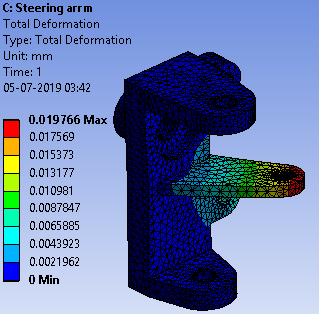 C: Steering arrm
Total Deformation
Type: Total Deformation
Unit: mm
Time: 1
05-07-2019 03:42
0.019766 Max
0.017569
0.015373
0.013177
0.010981
0.0087847
0.0065885
0.0043923
0.0021962
0 Min